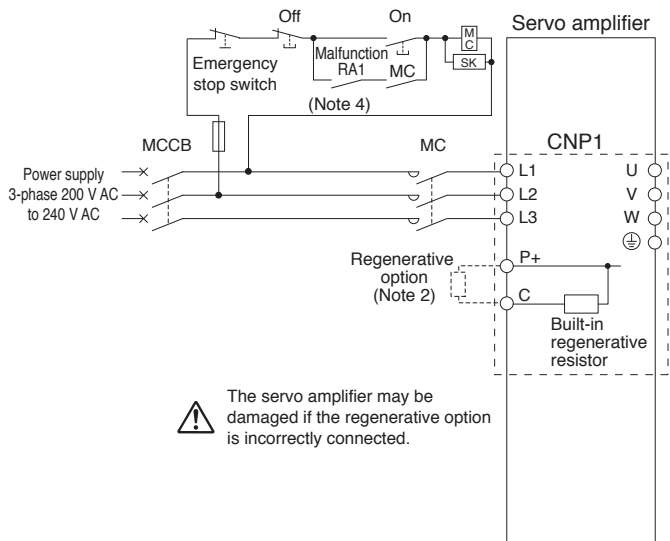 Off
On
Servo amplifier
M
C
SK
Emergency
stop switch
Malfunction
RA1
MC
(Note 4)
MCCB
MC
CNP1
Power supply
3-phase 200 V AC
to 240 V AC
L1
L2
L3
U
V
W
Regenerative
option
(Note 2)
P+
C
Built-in
regenerative
resistor
The servo amplifier may be
damaged if the regenerative option
is incorrectly connected.